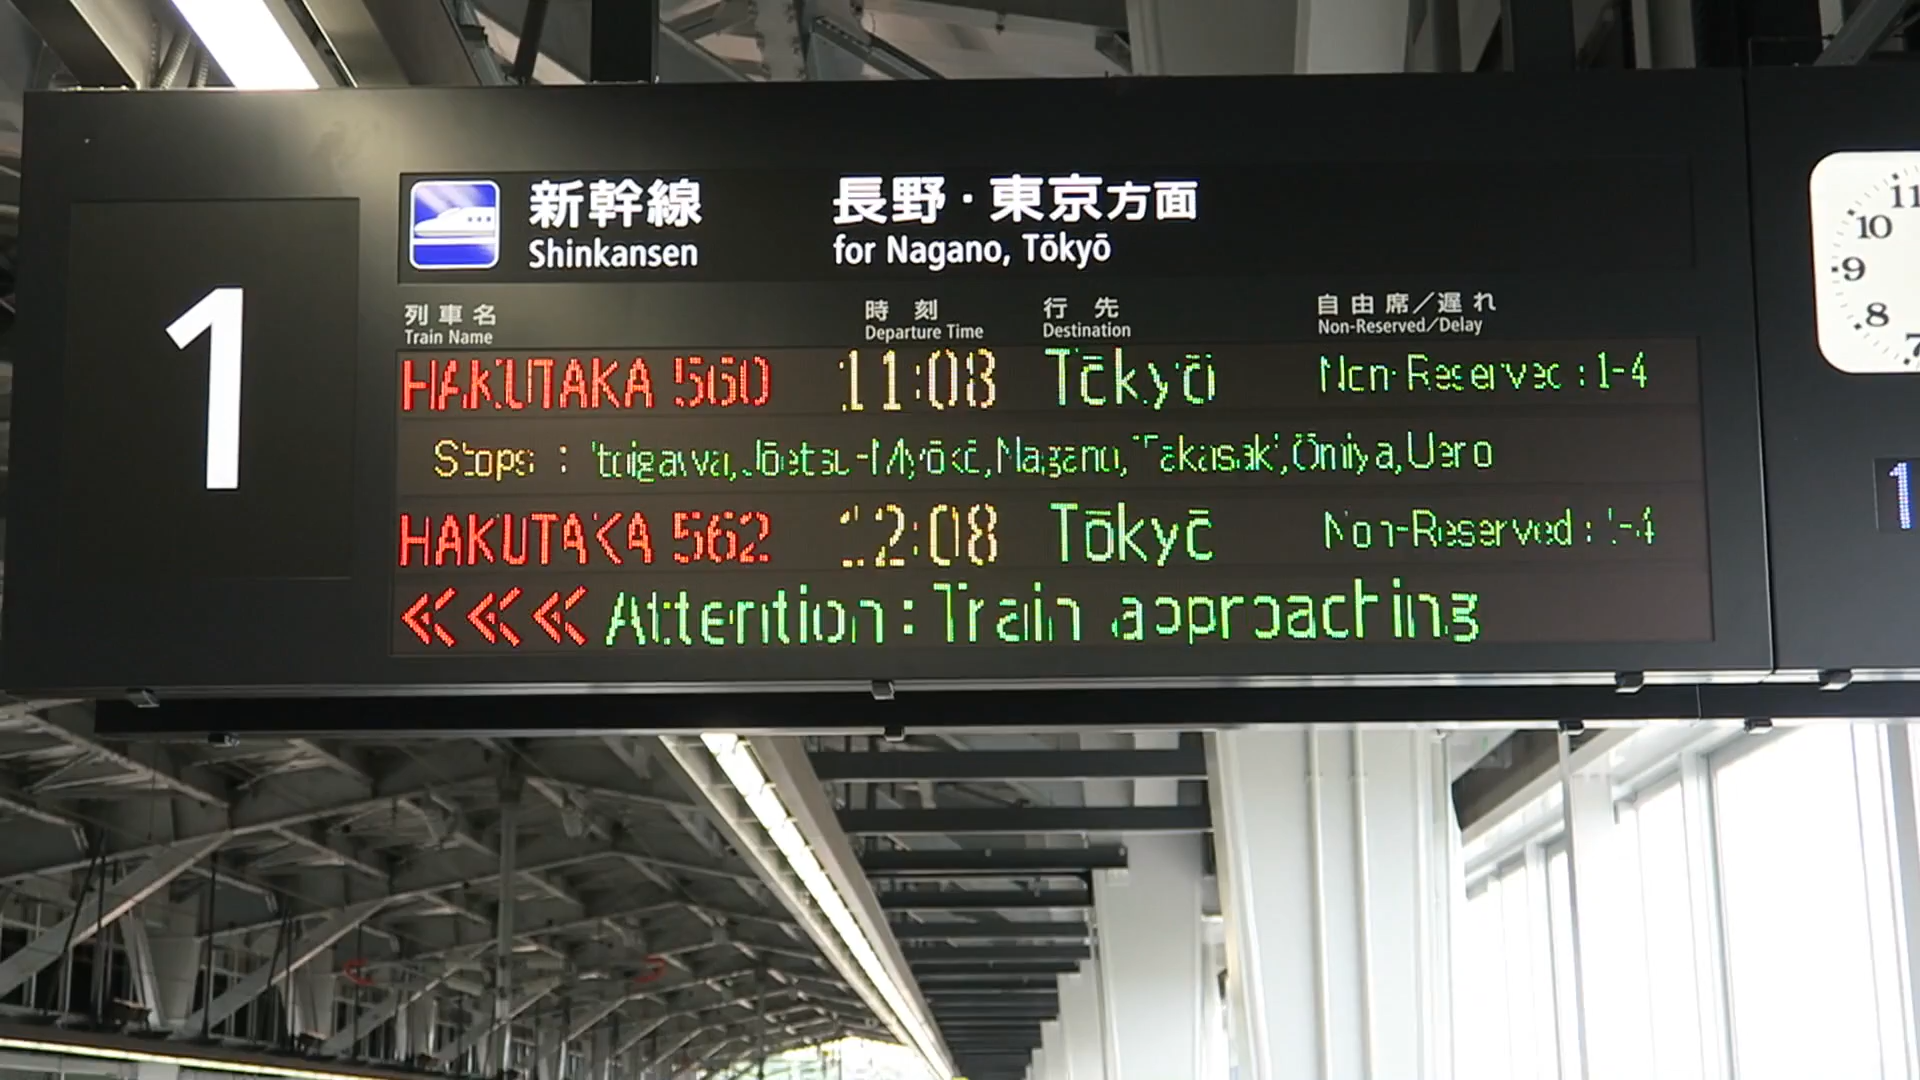 1
新幹線 長野・東京方面
Shinkansen for Nagano, Tōkyō
列車名 時刻 行先 自由席/遅れ
Train Name Departure Time Destination Non-Reserved/Delay
HAKUTAKA 560 11:08 Tōkyō Non-Reserved:1-4
Stops : Itoigawa,Jōetsu-Myōkō,Nagano,Takasaki,Ōmiya,Ueno
HAKUTAKA 562 12:08 Tōkyō Non-Reserved:1-4
<<< Attention:Train approaching
11
10
9
8
7
1